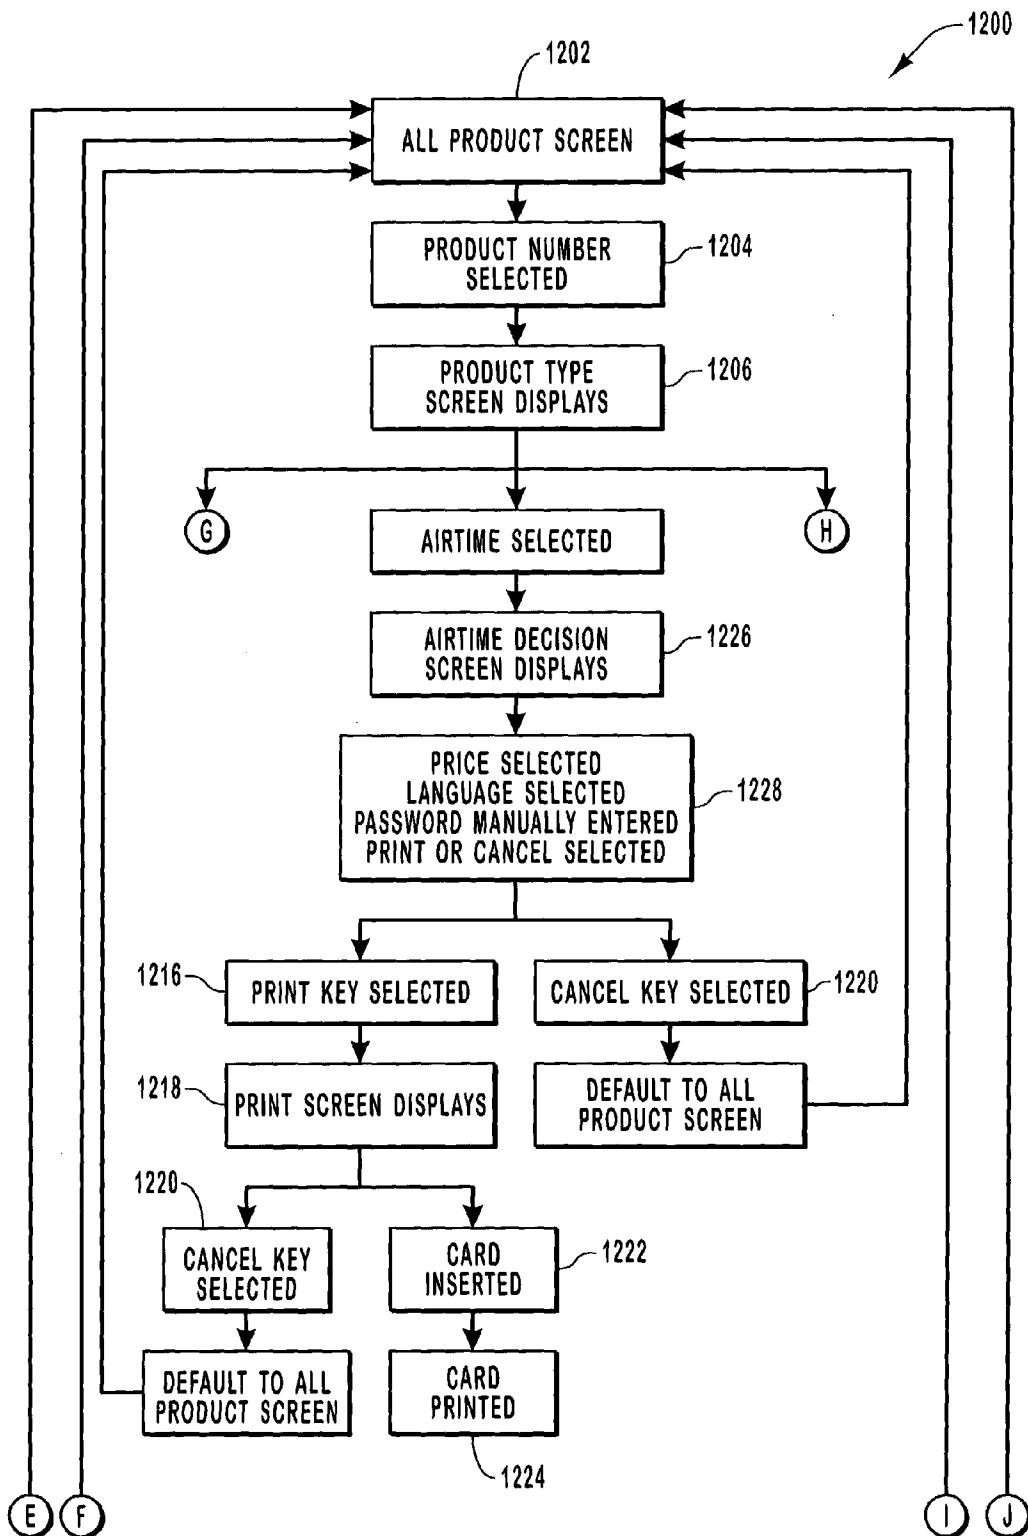 1200
1202
ALL PRODUCT SCREEN
PRODUCT NUMBER
SELECTED
1204
PRODUCT TYPE
SCREEN DISPLAYS
1206
G
H
AIRTIME SELECTED
AIRTIME DECISION
SCREEN DISPLAYS
1226
PRICE SELECTED
LANGUAGE SELECTED
PASSWORD MANUALLY ENTERED
PRINT OR CANCEL SELECTED
1228
1216
PRINT KEY SELECTED
CANCEL KEY SELECTED
1220
1218
PRINT SCREEN DISPLAYS
DEFAULT TO ALL
PRODUCT SCREEN
1220
CANCEL KEY
SELECTED
CARD
INSERTED
1222
DEFAULT TO ALL
PRODUCT SCREEN
CARD
PRINTED
1224
E
F
I
J